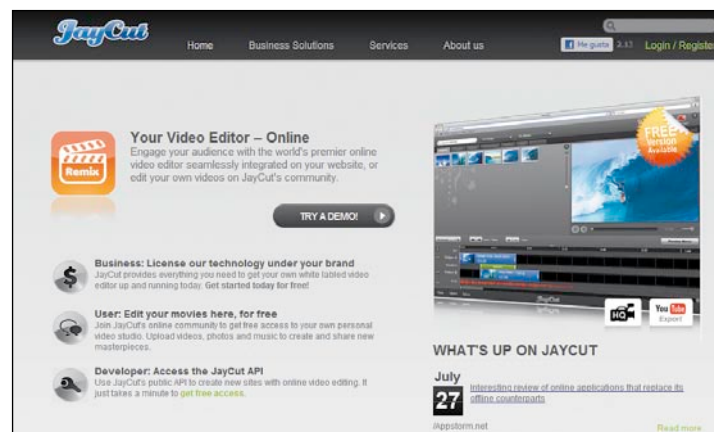 JayCut
Home Business Solutions Services About us
Me gusta Login / Register
Your Video Editor – Online
Engage your audience with the world's premier online
video editor seamlessly integrated on your website, or
edit your own videos on JayCut's community.
Remix
TRY A DEMO!
Business: License our technology under your brand
JayCut provides everything you need to get your own white labled video
editor up and running today. Get started today for free!
User: Edit your movies here, for free
Join JayCut's online community to get free access to your own personal
video studio. Upload videos, photos and music to create and share new
masterpieces.
Developer: Access the JayCut API
Use JayCut's public API to create new sites with online video editing. It
just takes a minute to get free access.
FREE
Version
Available
JayCut
HQ
You Tube
Export
WHAT'S UP ON JAYCUT
July
27
Interesting review of online applications that replace its
offline counterparts
/Appstorm.net
Read more